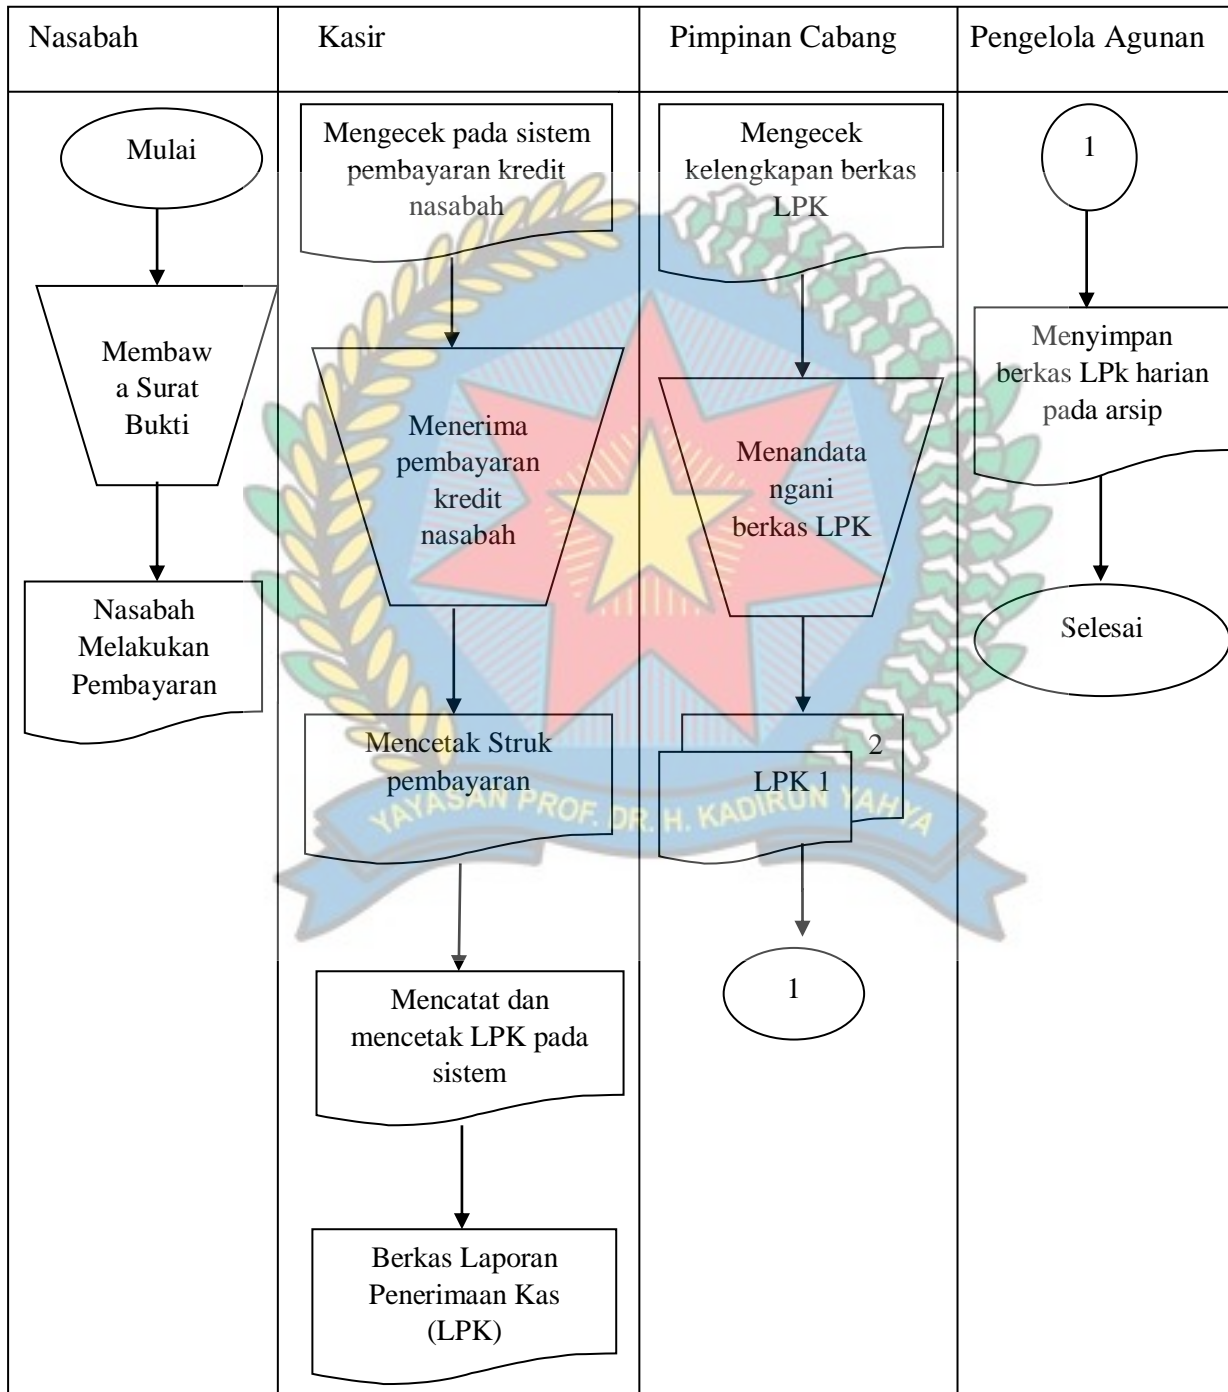 Nasabah
Kasir
Pimpinan Cabang
Pengelola Agunan
Mulai
Membaw
a Surat
Bukti
Nasabah
Melakukan
Pembayaran
Mengecek pada sistem
pembayaran kredit
nasabah
Menerima
pembayaran
kredit
nasabah
Mencetak Struk
pembayaran
Mencatat dan
mencetak LPK pada
sistem
Berkas Laporan
Penerimaan Kas
(LPK)
Mengecek
kelengkapan berkas
LPK
Menandata
ngani
berkas LPK
2
LPK 1
1
1
Menyimpan
berkas LPk harian
pada arsip
Selesai
YAYASAN PROF. DR. H. KADIRUN YAHYA